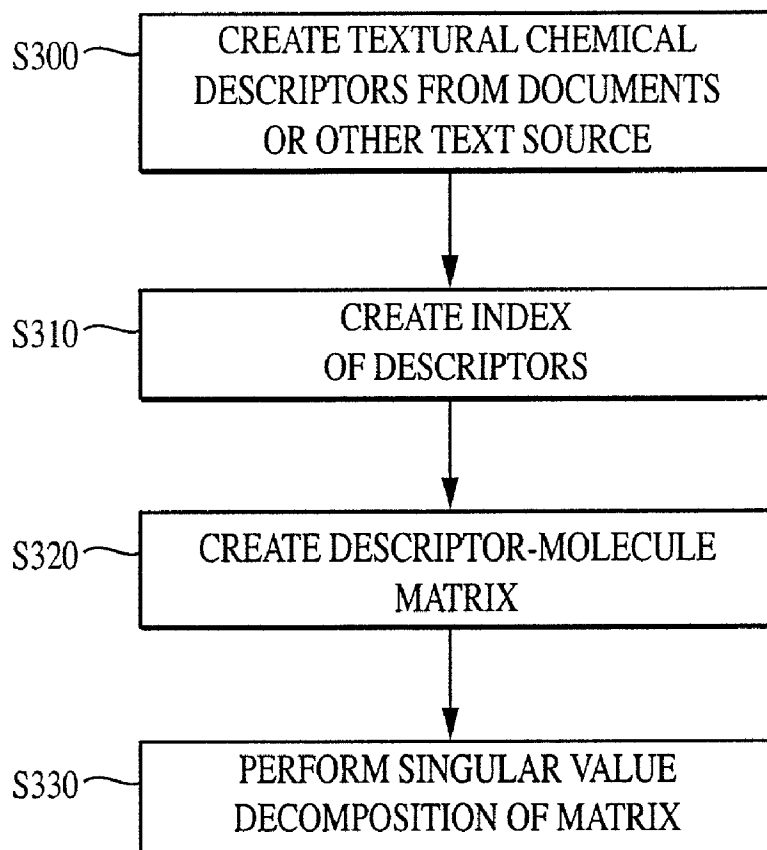 S300
CREATE TEXTURAL CHEMICAL
DESCRIPTORS FROM DOCUMENTS
OR OTHER TEXT SOURCE
S310
CREATE INDEX
OF DESCRIPTORS
S320
CREATE DESCRIPTOR-MOLECULE
MATRIX
S330
PERFORM SINGULAR VALUE
DECOMPOSITION OF MATRIX